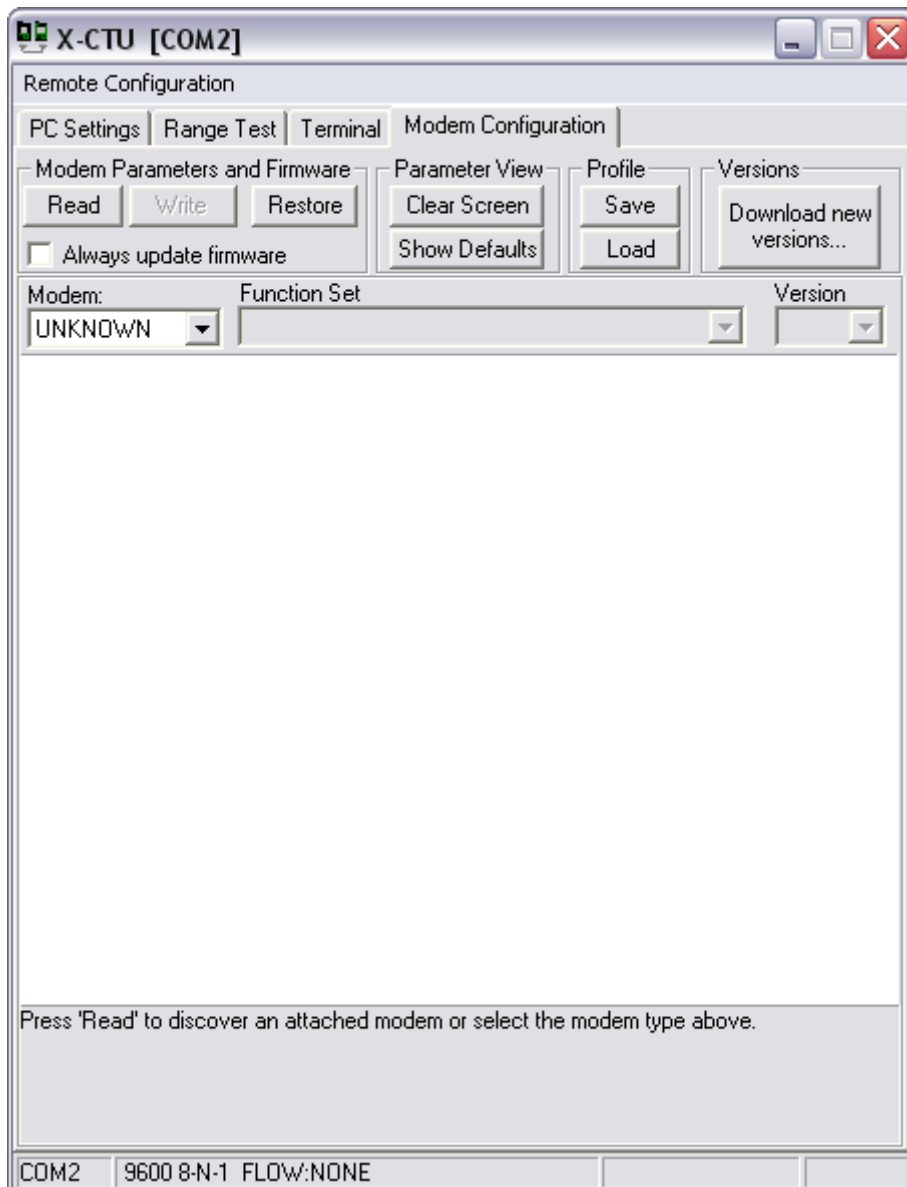 X-CTU [COM2]
Remote Configuration
PC Settings Range Test Terminal Modem Configuration
Modem Parameters and Firmware Parameter View Profile Versions
Read Write Restore Clear Screen Save Download new
versions...
Always update firmware Show Defaults Load
Modem: Function Set Version
UNKNOWN
Press 'Read' to discover an attached modem or select the modem type above.
COM2 9600 8-N-1 FLOW:NONE